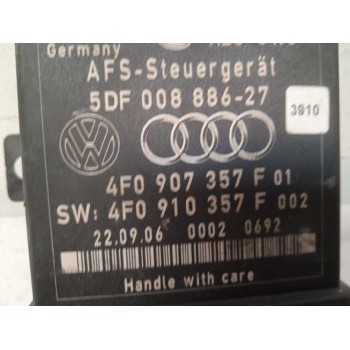 Germany
AFS-Steuergerät
5DF 008 886-27
3910
4F0 907 357 F 01
SW: 4F0 910 357 F 002
22.09.06 0002 0692
Handle with care